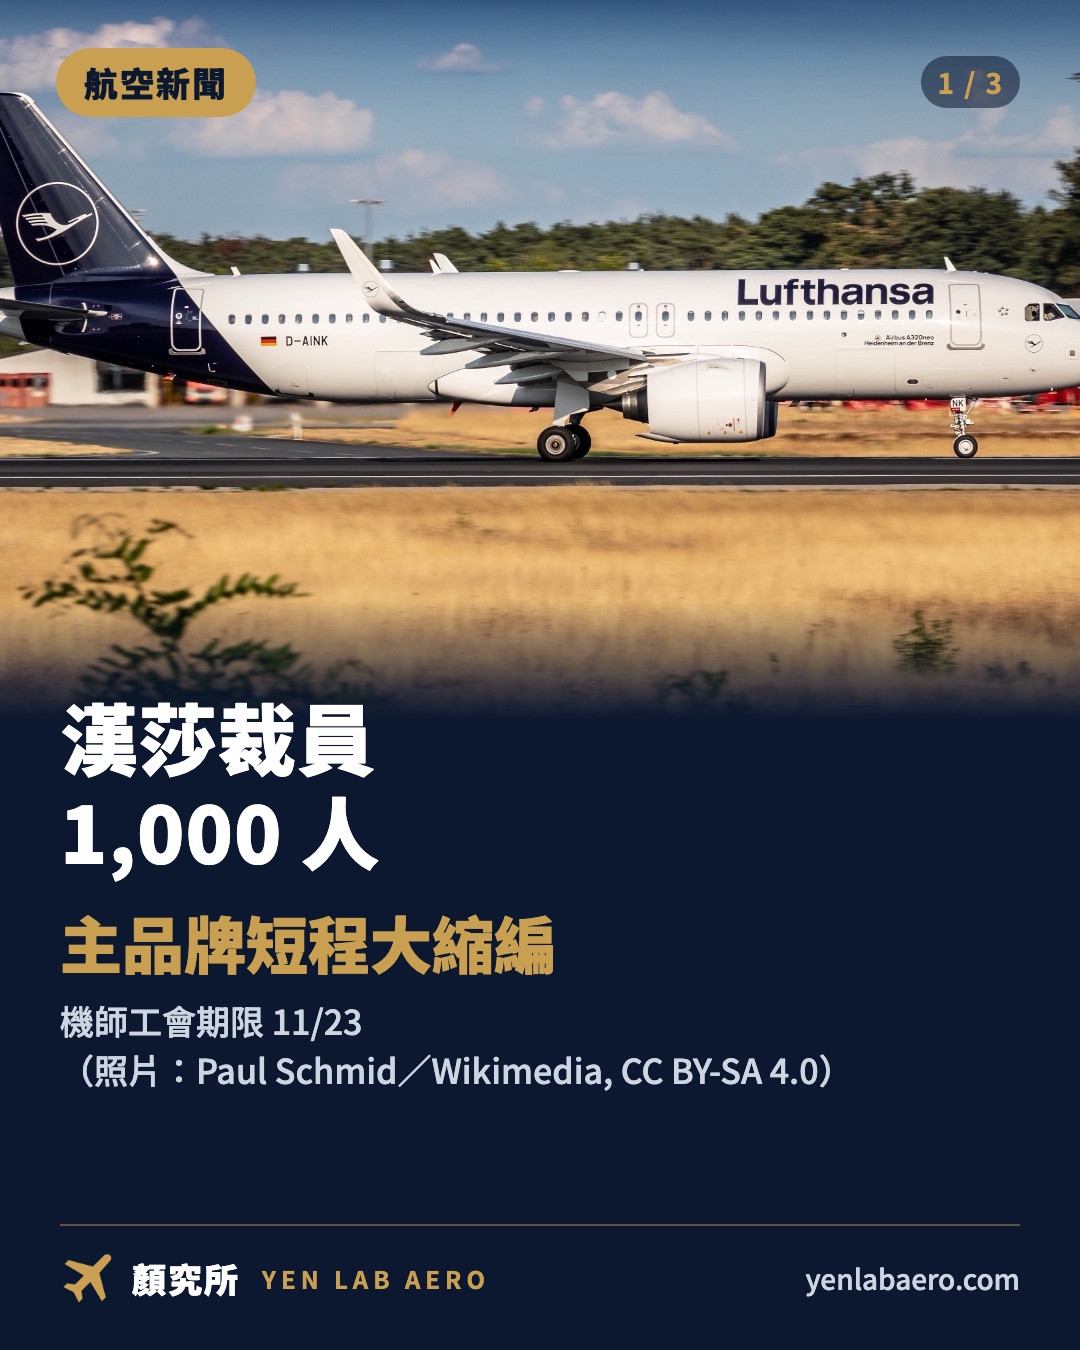 航空新聞
1 / 3
Lufthansa
D-AINK
Airbus A320neo
Heidenheim an der Brenz
NK
漢莎裁員
1,000 人
主品牌短程大縮編
機師工會期限 11/23
（照片：Paul Schmid／Wikimedia, CC BY-SA 4.0）
顏究所 YEN LAB AERO
yenlabaero.com